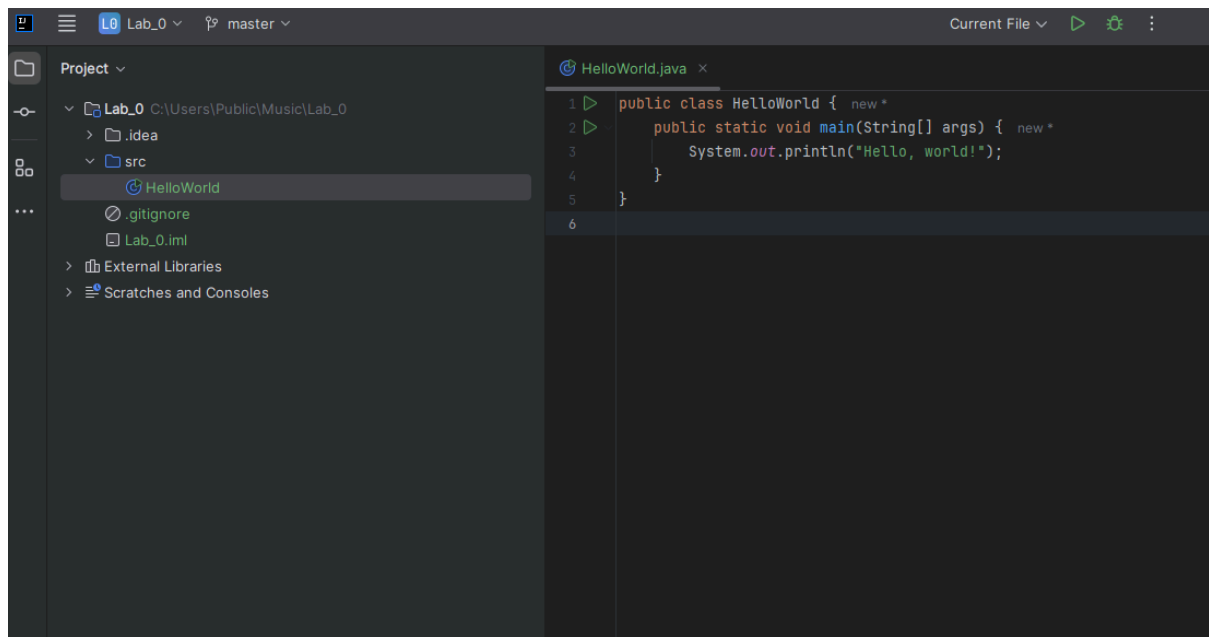 IJ
L0 Lab_0 master Current File
Project
Lab_0 C:\Users\Public\Music\Lab_0
.idea
src
HelloWorld
.gitignore
Lab_0.iml
External Libraries
Scratches and Consoles
HelloWorld.java
1 public class HelloWorld { new *
2 public static void main(String[] args) { new *
3 System.out.println("Hello, world!");
4 }
5 }
6